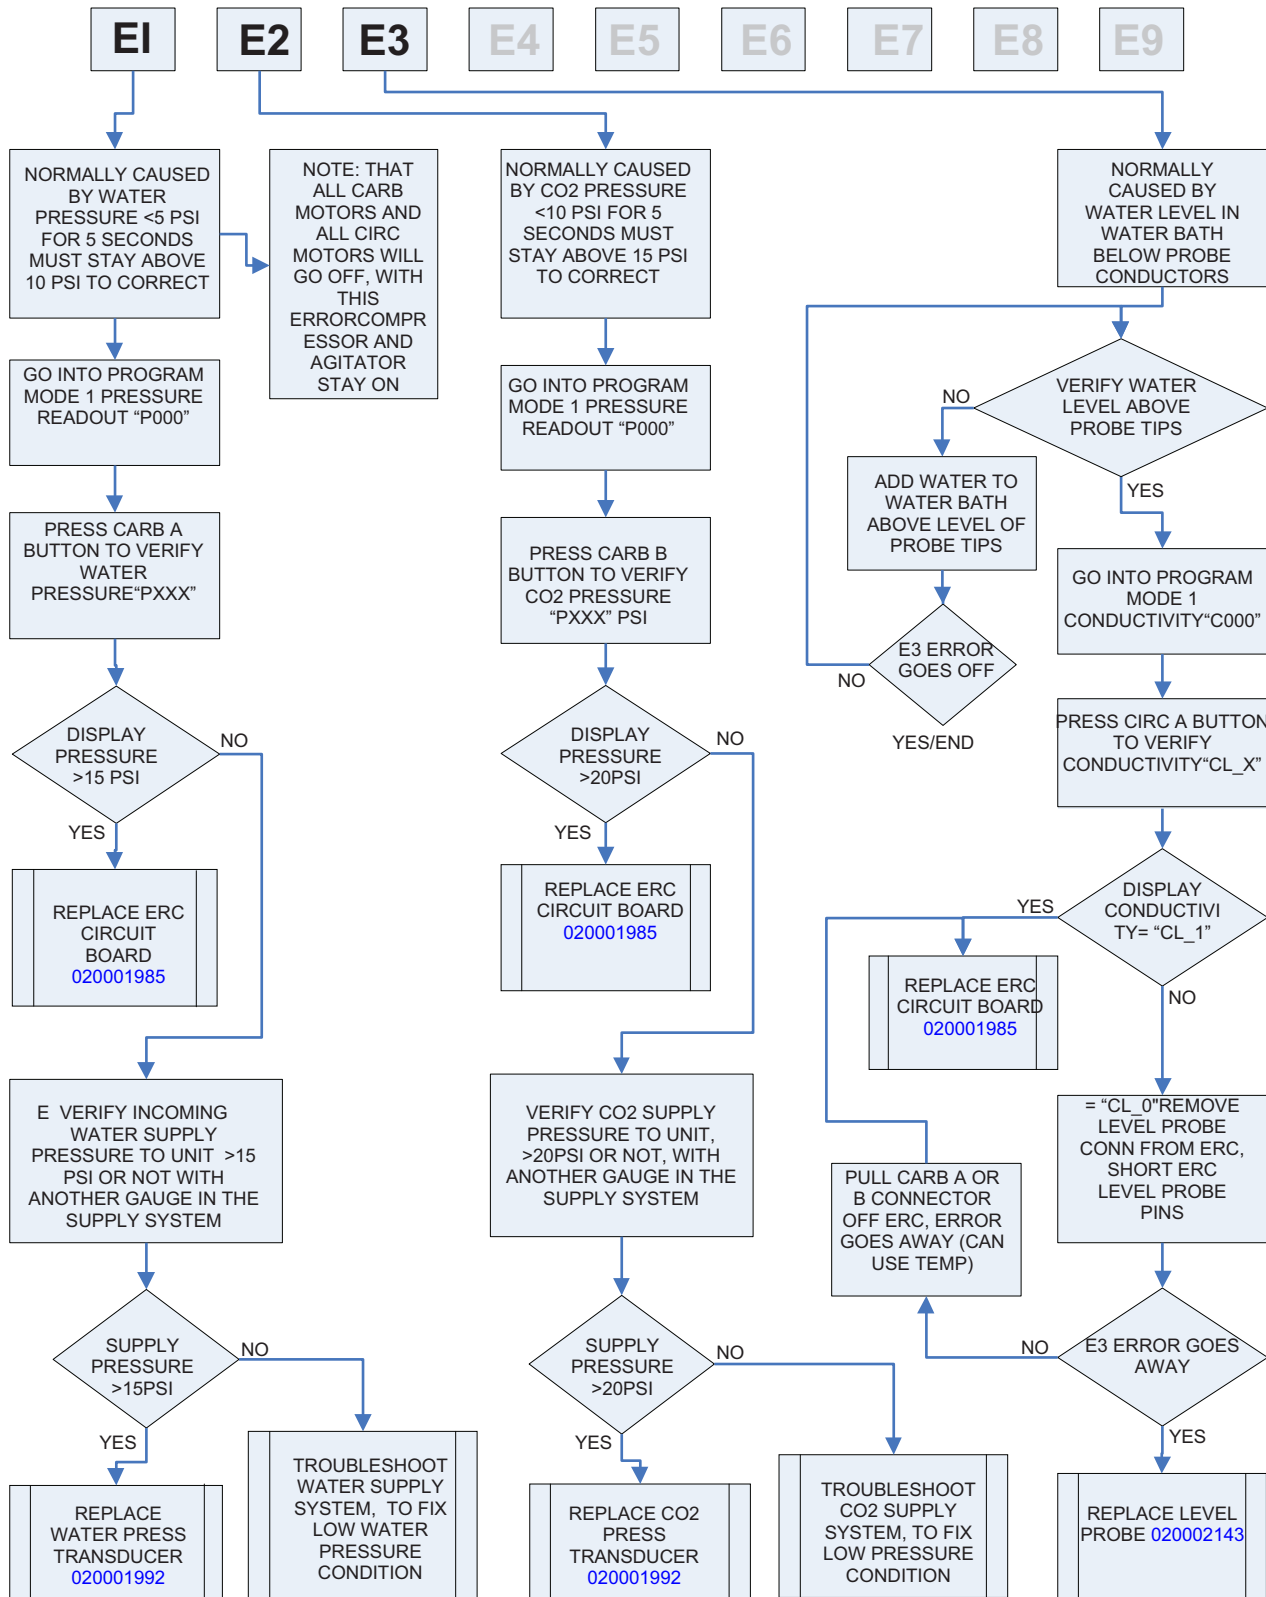 EI
E2
E3
E4
E5
E6
E7
E8
E9
NORMALLY CAUSED
BY WATER
PRESSURE <5 PSI
FOR 5 SECONDS
MUST STAY ABOVE
10 PSI TO CORRECT
NOTE: THAT
ALL CARB
MOTORS AND
ALL CIRC
MOTORS WILL
GO OFF, WITH
THIS
ERRORCOMPR
ESSOR AND
AGITATOR
STAY ON
GO INTO PROGRAM
MODE 1 PRESSURE
READOUT “P000”
PRESS CARB A
BUTTON TO VERIFY
WATER
PRESSURE“PXXX”
DISPLAY
PRESSURE
>15 PSI
NO
YES
REPLACE ERC
CIRCUIT
BOARD
020001985
E VERIFY INCOMING
WATER SUPPLY
PRESSURE TO UNIT >15
PSI OR NOT WITH
ANOTHER GAUGE IN THE
SUPPLY SYSTEM
SUPPLY
PRESSURE
>15PSI
NO
YES
REPLACE
WATER PRESS
TRANSDUCER
020001992
TROUBLESHOOT
WATER SUPPLY
SYSTEM, TO FIX
LOW WATER
PRESSURE
CONDITION
NORMALLY CAUSED
BY CO2 PRESSURE
<10 PSI FOR 5
SECONDS MUST
STAY ABOVE 15 PSI
TO CORRECT
GO INTO PROGRAM
MODE 1 PRESSURE
READOUT “P000”
PRESS CARB B
BUTTON TO VERIFY
CO2 PRESSURE
“PXXX” PSI
DISPLAY
PRESSURE
>20PSI
NO
YES
REPLACE ERC
CIRCUIT BOARD
020001985
VERIFY CO2 SUPPLY
PRESSURE TO UNIT,
>20PSI OR NOT, WITH
ANOTHER GAUGE IN THE
SUPPLY SYSTEM
SUPPLY
PRESSURE
>20PSI
NO
YES
REPLACE CO2
PRESS
TRANSDUCER
020001992
TROUBLESHOOT
CO2 SUPPLY
SYSTEM, TO FIX
LOW PRESSURE
CONDITION
NORMALLY
CAUSED BY
WATER LEVEL IN
WATER BATH
BELOW PROBE
CONDUCTORS
VERIFY WATER
LEVEL ABOVE
PROBE TIPS
NO
YES
ADD WATER TO
WATER BATH
ABOVE LEVEL OF
PROBE TIPS
E3 ERROR
GOES OFF
NO
YES/END
GO INTO PROGRAM
MODE 1
CONDUCTIVITY“C000”
PRESS CIRC A BUTTON
TO VERIFY
CONDUCTIVITY“CL_X”
DISPLAY
CONDUCTIVI
TY= “CL_1”
YES
NO
REPLACE ERC
CIRCUIT BOARD
020001985
= “CL_0"REMOVE
LEVEL PROBE
CONN FROM ERC,
SHORT ERC
LEVEL PROBE
PINS
PULL CARB A OR
B CONNECTOR
OFF ERC, ERROR
GOES AWAY (CAN
USE TEMP)
E3 ERROR GOES
AWAY
NO
YES
REPLACE LEVEL
PROBE 020002143